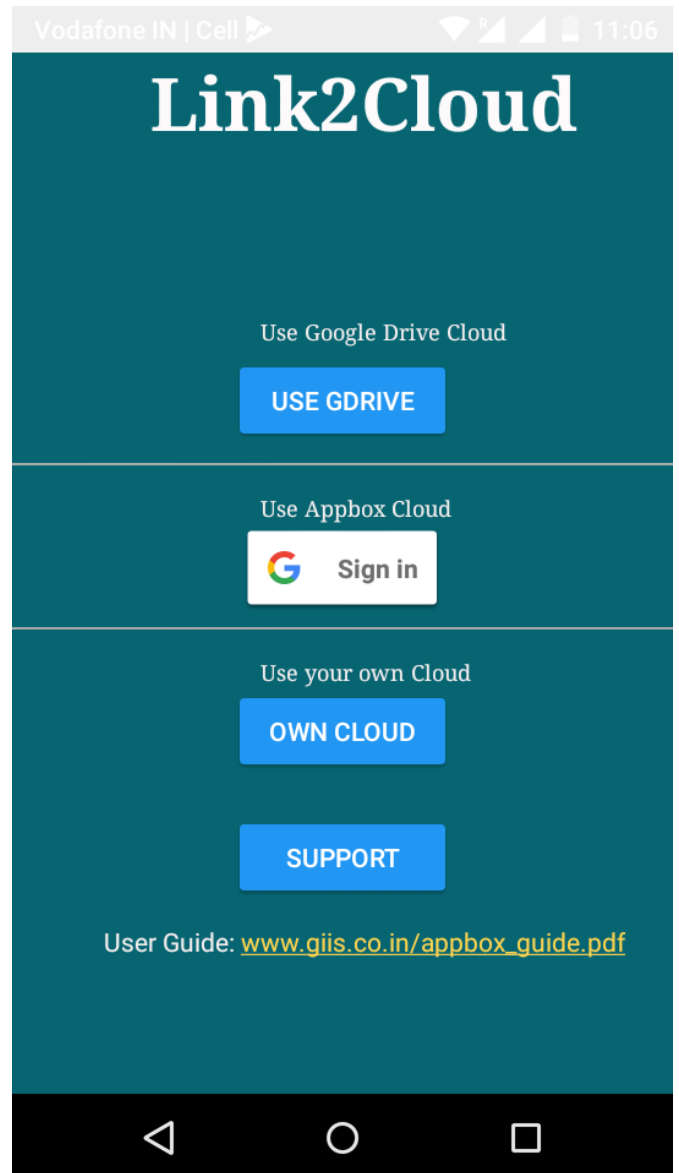 Vodafone IN | Cell R 11:06
Link2Cloud
Use Google Drive Cloud
USE GDRIVE
Use Appbox Cloud
G Sign in
Use your own Cloud
OWN CLOUD
SUPPORT
User Guide: www.giis.co.in/appbox_guide.pdf